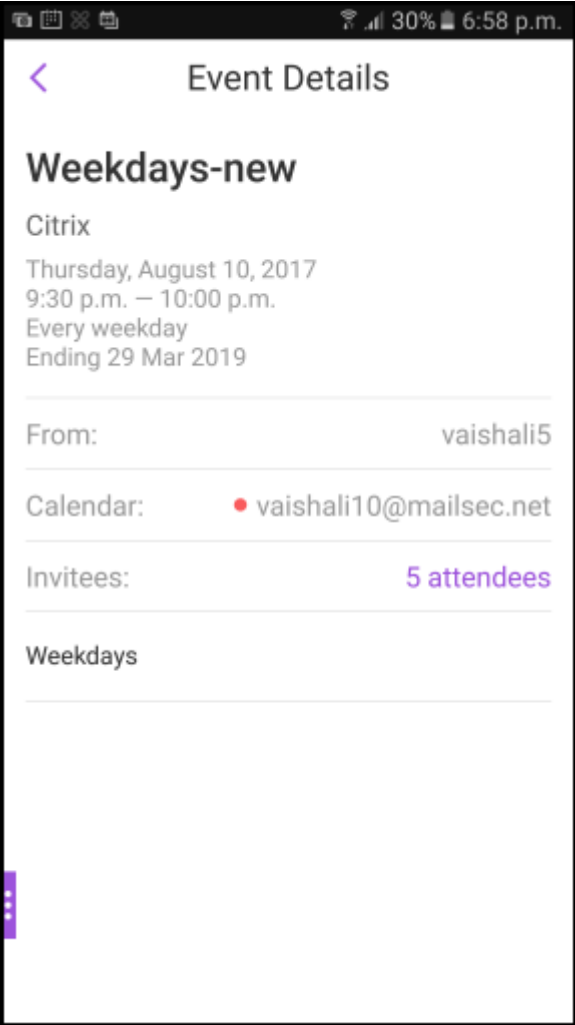 30% 6:58 p.m.
Event Details
Weekdays-new
Citrix
Thursday, August 10, 2017
9:30 p.m. — 10:00 p.m.
Every weekday
Ending 29 Mar 2019
From: vaishali5
Calendar: vaishali10@mailsec.net
Invitees: 5 attendees
Weekdays